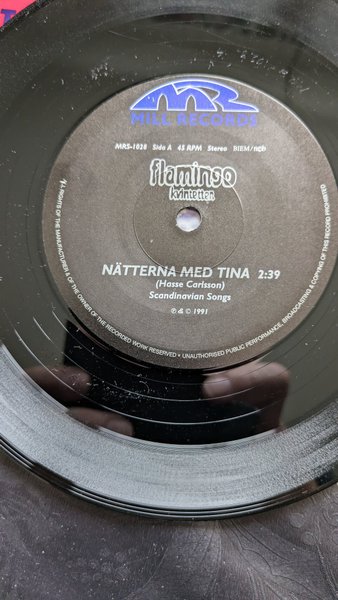 MR
MILL RECORDS
MRS-1028 Side A 45 RPM Stereo BIEM/ncb
flamingo
kvintetten
NÄTTERNA MED TINA 2:39
(Hasse Carlsson)
Scandinavian Songs
℗ & © 1991
ALL RIGHTS OF THE MANUFACTURER & OF THE OWNER OF THE RECORDED WORK RESERVED • UNAUTHORISED PUBLIC PERFORMANCE, BROADCASTING & COPYING OF THIS RECORD PROHIBITED